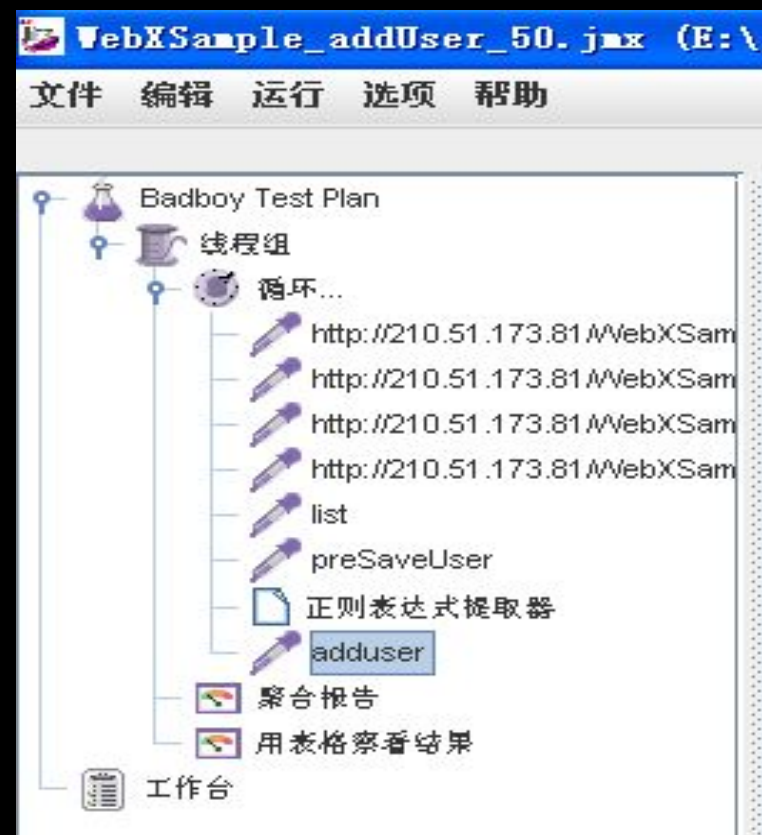 WebXSample_addUser_50.jmx (E:\
文件 编辑 运行 选项 帮助
Badboy Test Plan
线程组
循环...
http://210.51.173.81/WebXSam
http://210.51.173.81/WebXSam
http://210.51.173.81/WebXSam
http://210.51.173.81/WebXSam
list
preSaveUser
正则表达式提取器
adduser
聚合报告
用表格察看结果
工作台